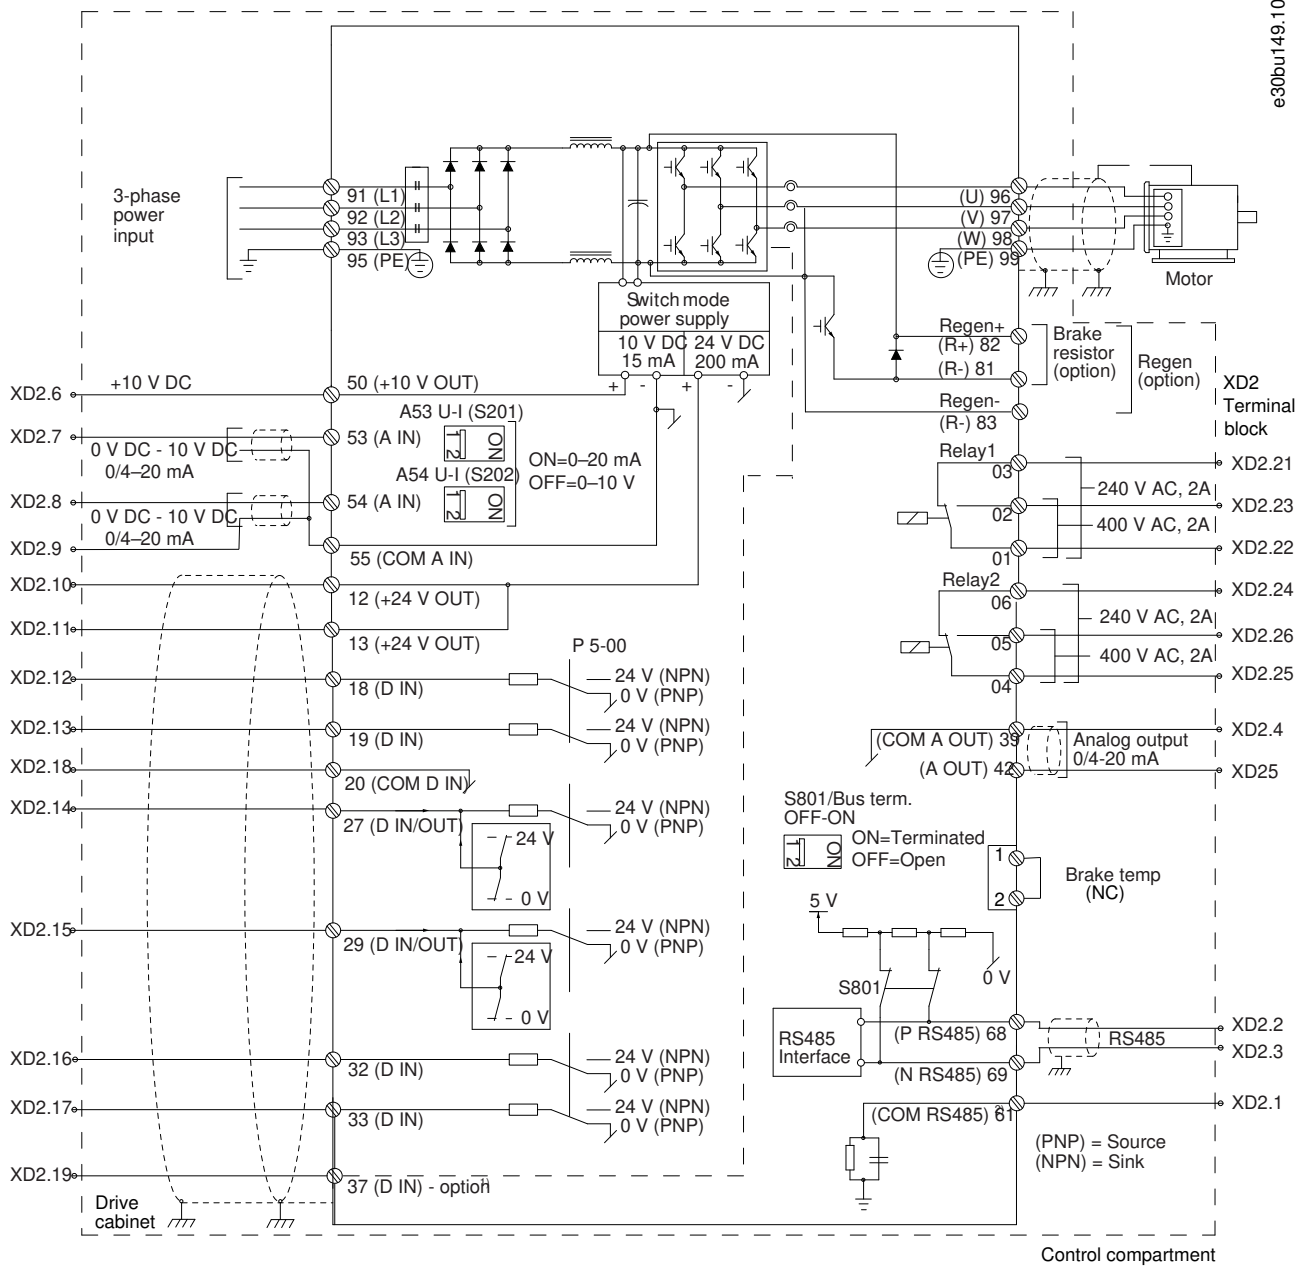 e30bu149.10
3-phase
power
input
91 (L1)
92 (L2)
93 (L3)
95 (PE)
(U) 96
(V) 97
(W) 98
(PE) 99
Motor
Switch mode
power supply
10 V DC
15 mA
24 V DC
200 mA
+ - + -
Regen+
(R+) 82
(R-) 81
Regen-
(R-) 83
Brake
resistor
(option)
Regen
(option)
XD2
Terminal
block
XD2.6
+10 V DC
50 (+10 V OUT)
XD2.7
0 V DC - 10 V DC
0/4–20 mA
53 (A IN)
A53 U-I (S201)
1 2
ON
A54 U-I (S202)
1 2
ON
ON=0–20 mA
OFF=0–10 V
XD2.8
0 V DC - 10 V DC
0/4–20 mA
54 (A IN)
XD2.9
55 (COM A IN)
XD2.10
12 (+24 V OUT)
XD2.11
13 (+24 V OUT)
P 5-00
XD2.12
18 (D IN)
24 V (NPN)
0 V (PNP)
XD2.13
19 (D IN)
24 V (NPN)
0 V (PNP)
XD2.18
20 (COM D IN)
XD2.14
27 (D IN/OUT)
24 V (NPN)
0 V (PNP)
24 V
0 V
XD2.15
29 (D IN/OUT)
24 V (NPN)
0 V (PNP)
24 V
0 V
XD2.16
32 (D IN)
24 V (NPN)
0 V (PNP)
XD2.17
33 (D IN)
24 V (NPN)
0 V (PNP)
XD2.19
37 (D IN) - option
1)
Drive
cabinet
Relay1
03
02
01
240 V AC, 2A
400 V AC, 2A
XD2.21
XD2.23
XD2.22
Relay2
06
05
04
240 V AC, 2A
400 V AC, 2A
XD2.24
XD2.26
XD2.25
(COM A OUT) 39
(A OUT) 42
Analog output
0/4-20 mA
XD2.4
XD25
S801/Bus term.
OFF-ON
1 2
ON
ON=Terminated
OFF=Open
1
2
Brake temp
(NC)
5 V
0 V
S801
RS485
Interface
(P RS485) 68
(N RS485) 69
RS485
XD2.2
XD2.3
(COM RS485) 61
2)
XD2.1
(PNP) = Source
(NPN) = Sink
Control compartment